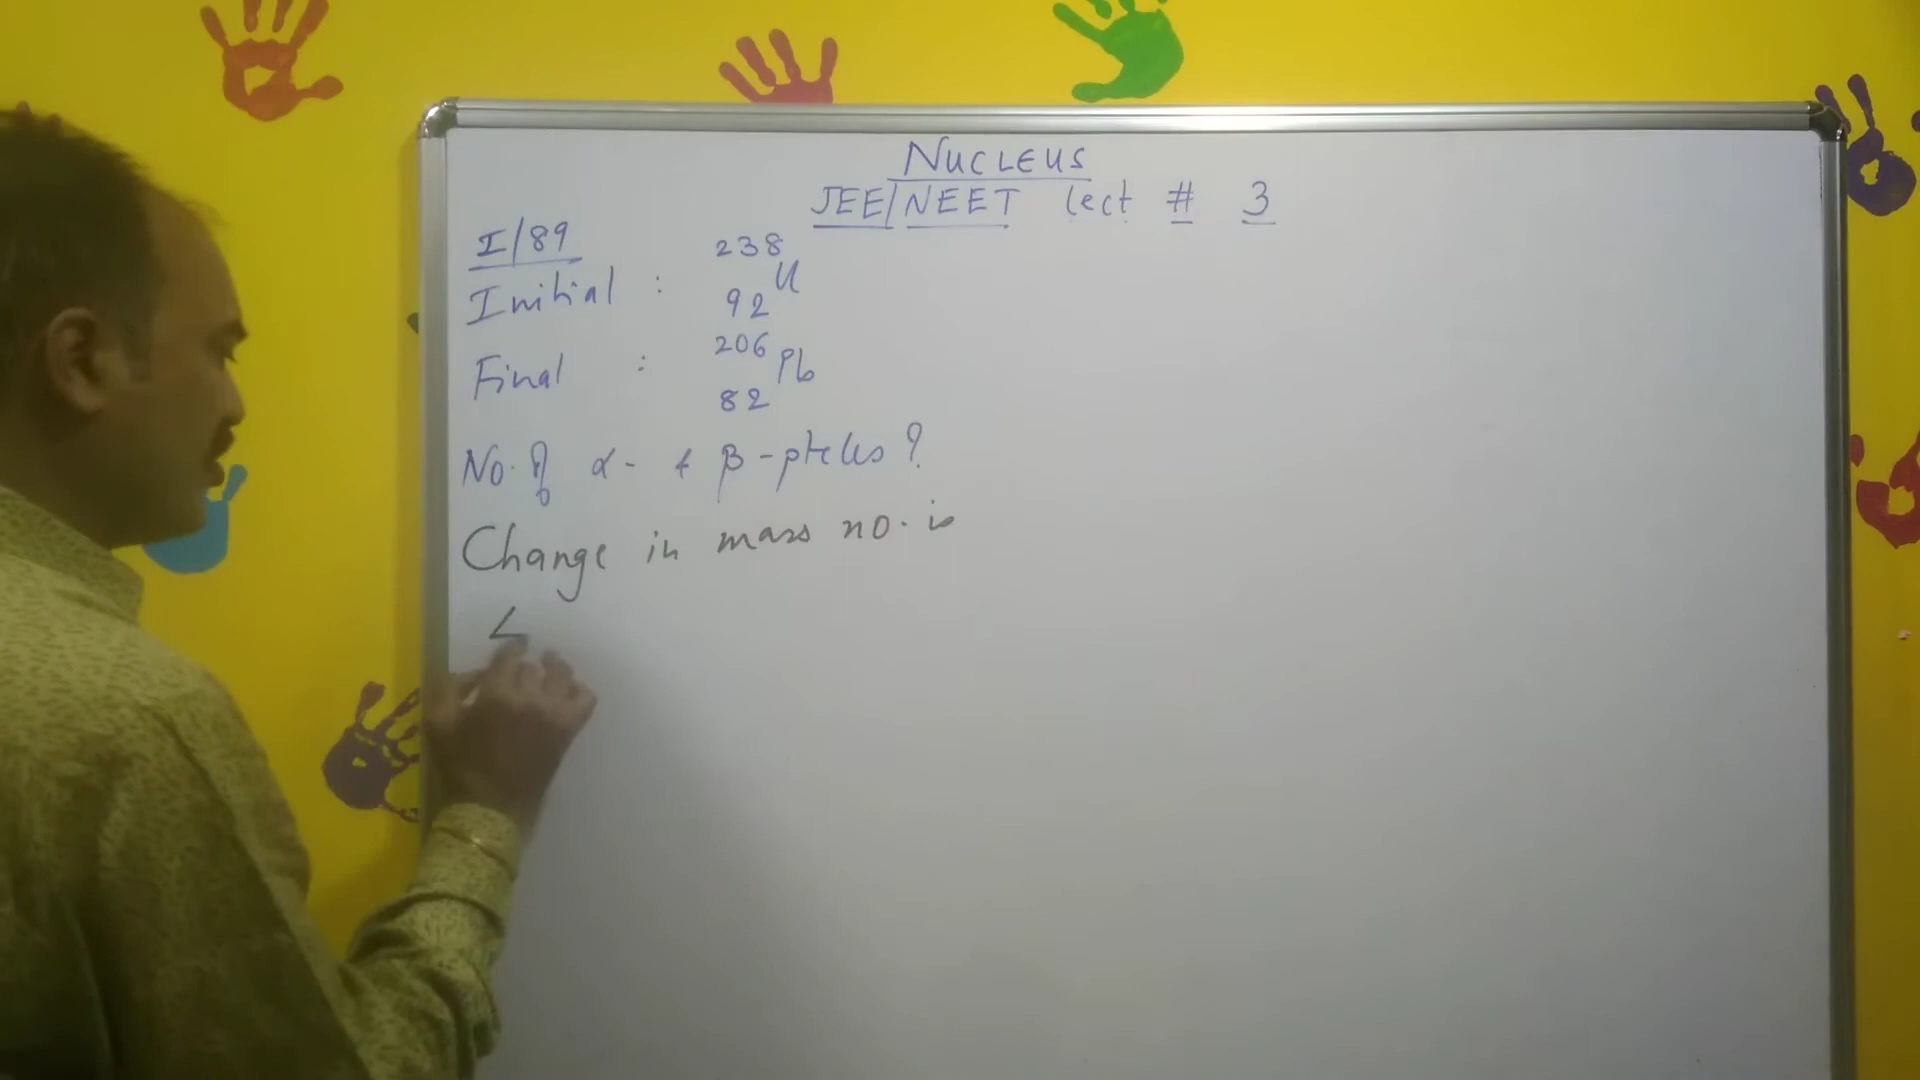 NUCLEUS
JEE/NEET lect # 3
I/89
238
Initial : U
92
206
Final : Pb
82
No. of α- & β-ptcles?
Change in mass no. is